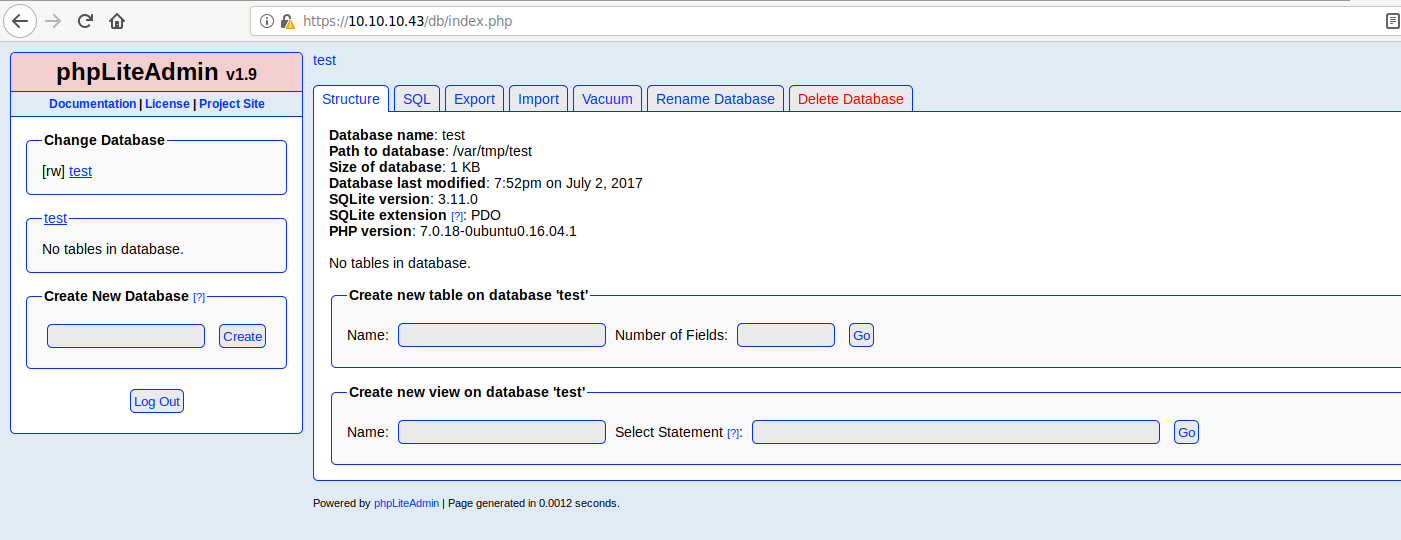 https://10.10.10.43/db/index.php
phpLiteAdmin v1.9
Documentation | License | Project Site
Change Database
[rw] test
test
No tables in database.
Create New Database [?]
Create
Log Out
test
Structure SQL Export Import Vacuum Rename Database Delete Database
Database name: test
Path to database: /var/tmp/test
Size of database: 1 KB
Database last modified: 7:52pm on July 2, 2017
SQLite version: 3.11.0
SQLite extension [?]: PDO
PHP version: 7.0.18-0ubuntu0.16.04.1
No tables in database.
Create new table on database 'test'
Name: Number of Fields: Go
Create new view on database 'test'
Name: Select Statement [?]: Go
Powered by phpLiteAdmin | Page generated in 0.0012 seconds.